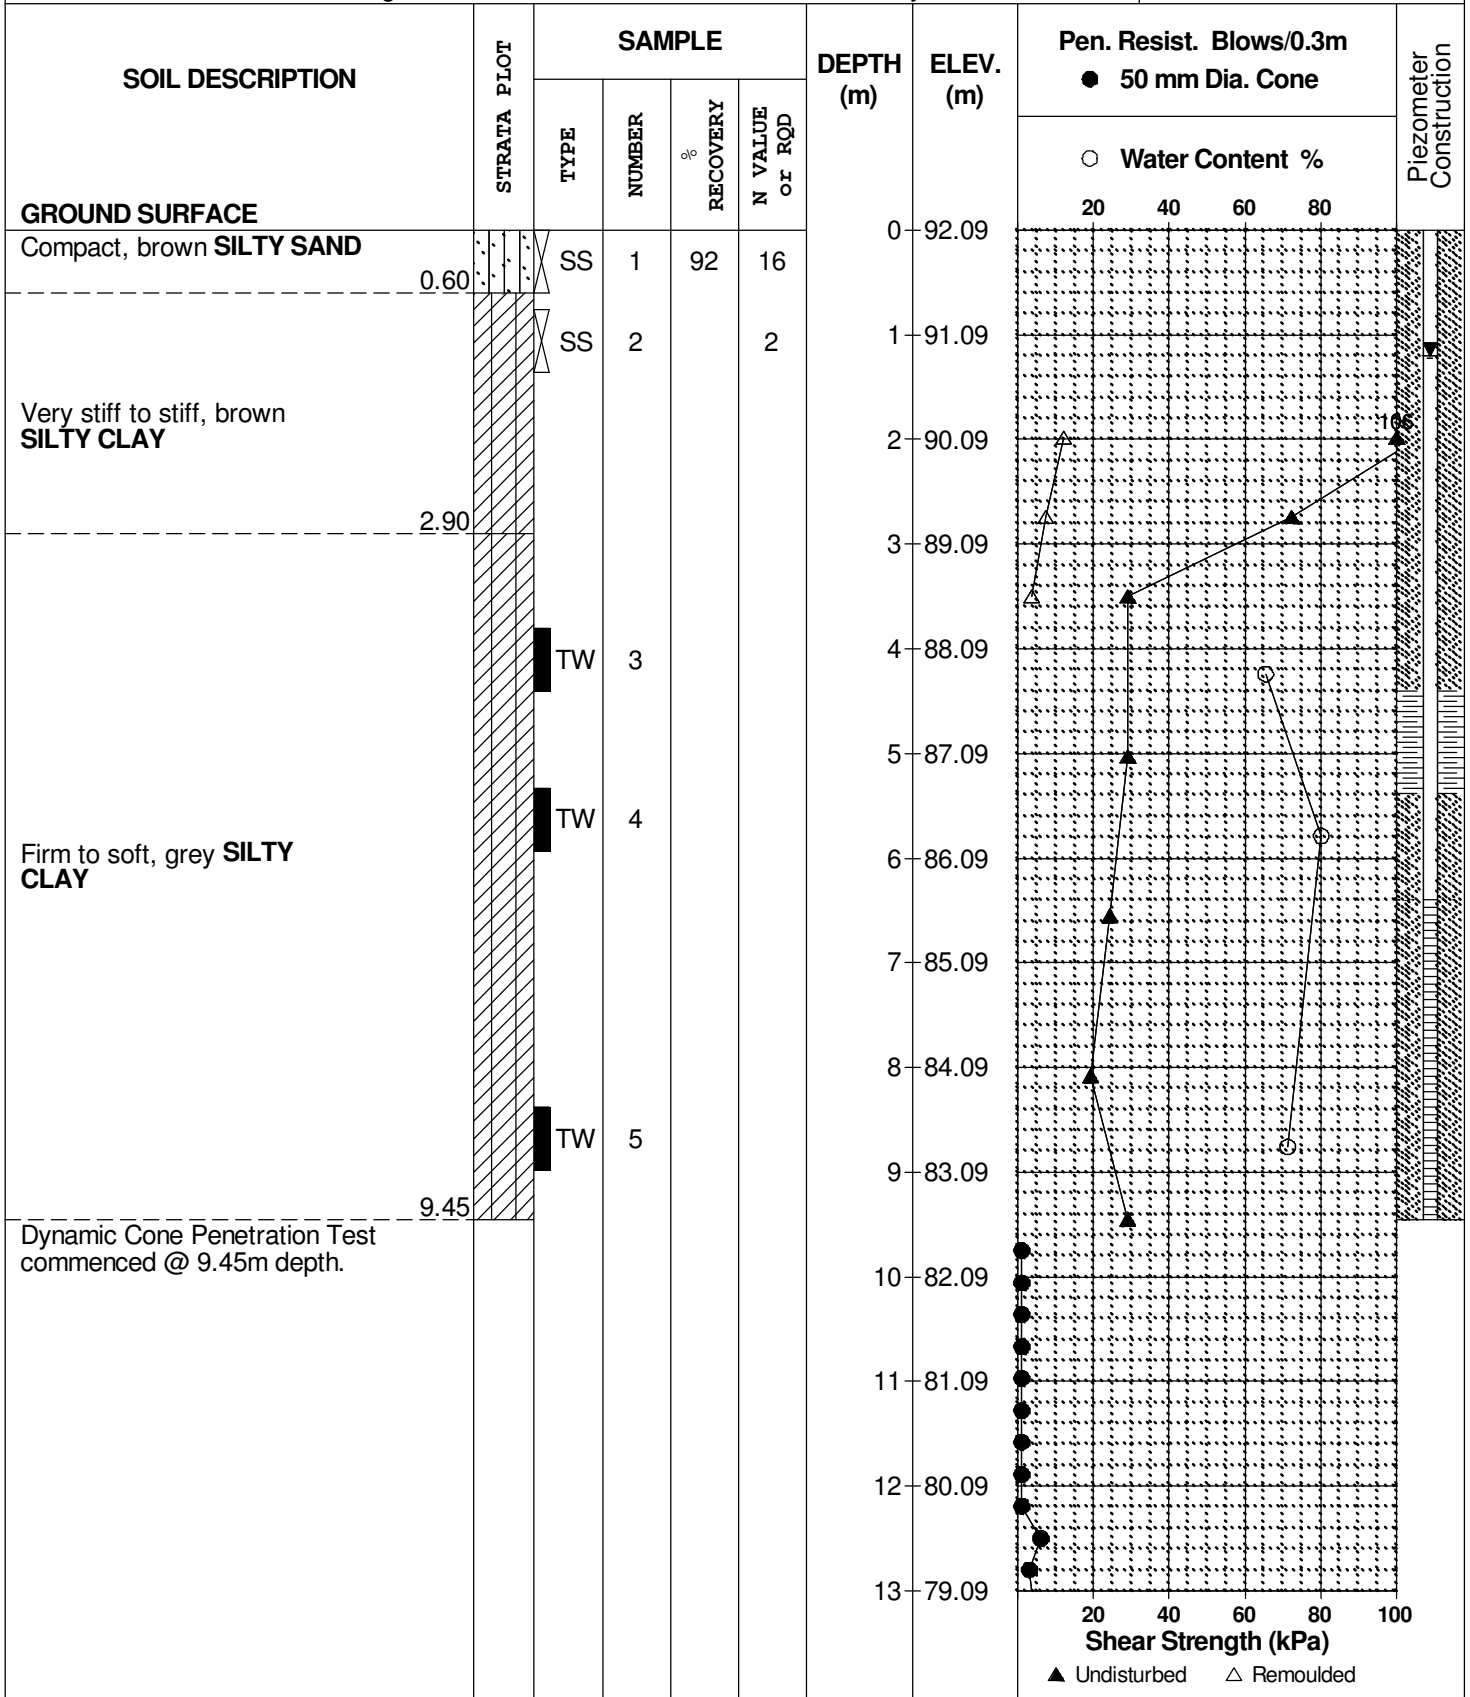 SOIL DESCRIPTION
STRATA PLOT
SAMPLE
TYPE
NUMBER
% RECOVERY
N VALUE or RQD
DEPTH (m)
ELEV. (m)
Pen. Resist. Blows/0.3m
● 50 mm Dia. Cone
○ Water Content %
Piezometer Construction
20 40 60 80
GROUND SURFACE
0 92.09
Compact, brown SILTY SAND
0.60
SS 1 92 16
SS 2 2
1 91.09
Very stiff to stiff, brown
SILTY CLAY
106
2 90.09
2.90
3 89.09
TW 3
4 88.09
5 87.09
TW 4
Firm to soft, grey SILTY
CLAY
6 86.09
7 85.09
8 84.09
TW 5
9 83.09
9.45
Dynamic Cone Penetration Test
commenced @ 9.45m depth.
10 82.09
11 81.09
12 80.09
13 79.09
20 40 60 80 100
Shear Strength (kPa)
▲ Undisturbed △ Remoulded